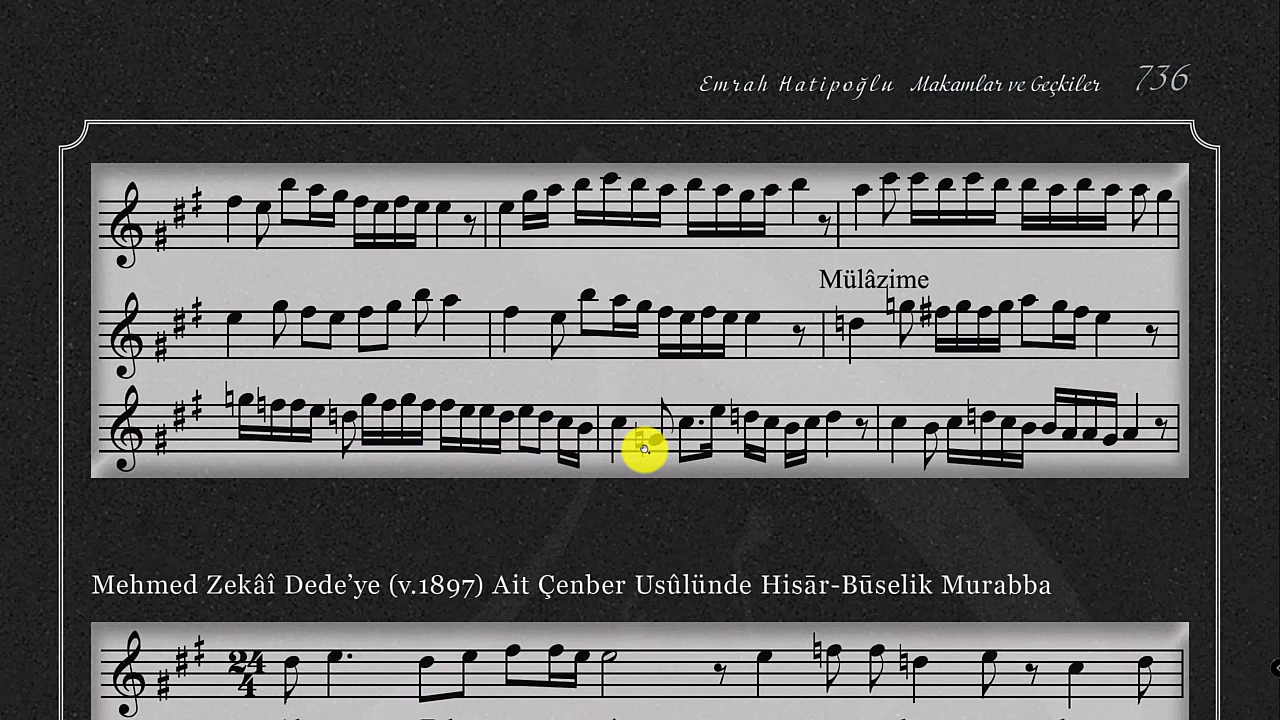 Emrah Hatipoğlu Makamlar ve Geçkiler 736
Mülâzime
Mehmed Zekâî Dede'ye (v.1897) Ait Çenber Usûlünde Hisār-Būselik Murabba
24
4